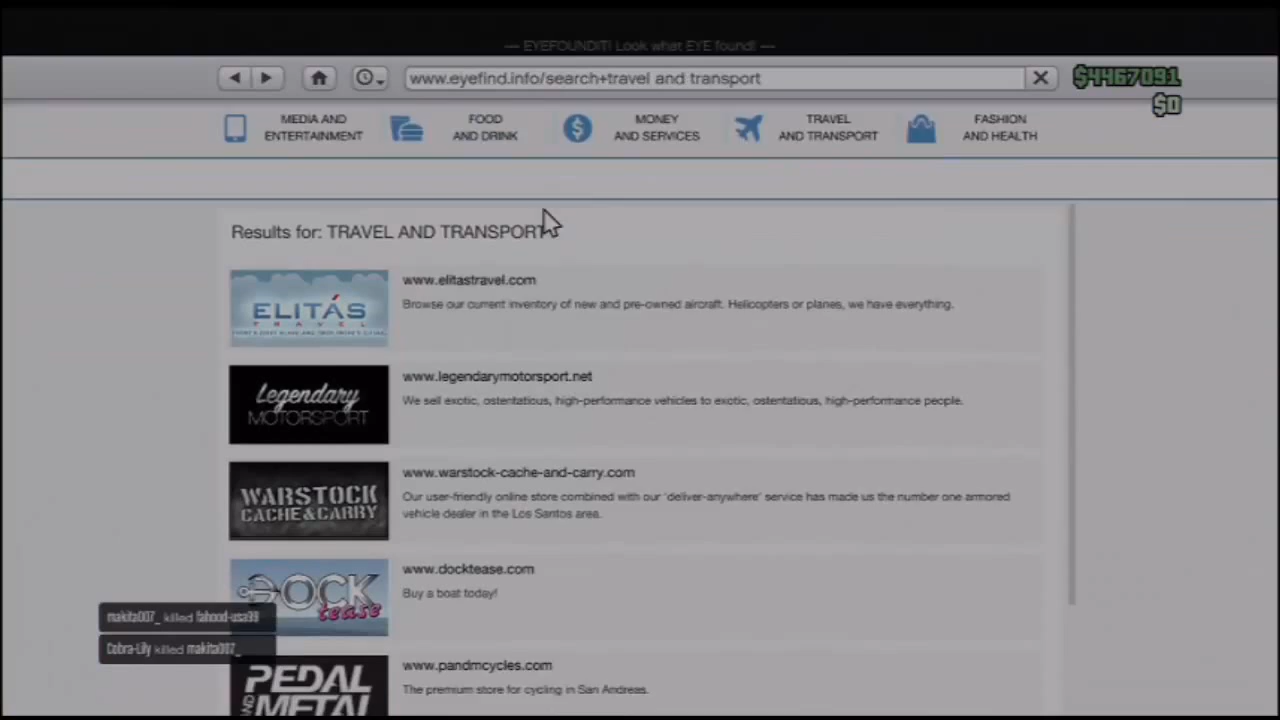 — EYEFOUNDIT! Look what EYE found! —
www.eyefind.info/search+travel and transport
$4467091
$0
MEDIA AND
ENTERTAINMENT
FOOD
AND DRINK
MONEY
AND SERVICES
TRAVEL
AND TRANSPORT
FASHION
AND HEALTH
Results for: TRAVEL AND TRANSPORT
ELITÁS
TRAVEL
www.elitastravel.com
Browse our current inventory of new and pre-owned aircraft. Helicopters or planes, we have everything.
Legendary
MOTORSPORT
www.legendarymotorsport.net
We sell exotic, ostentatious, high-performance vehicles to exotic, ostentatious, high-performance people.
WARSTOCK
CACHE&CARRY
www.warstock-cache-and-carry.com
Our user-friendly online store combined with our 'deliver-anywhere' service has made us the number one armored
vehicle dealer in the Los Santos area.
DOCK
tease
www.docktease.com
Buy a boat today!
makita007_ killed fahood-usa99
Cobra-Lily killed makita007_
PEDAL
AND METAL
www.pandmcycles.com
The premium store for cycling in San Andreas.